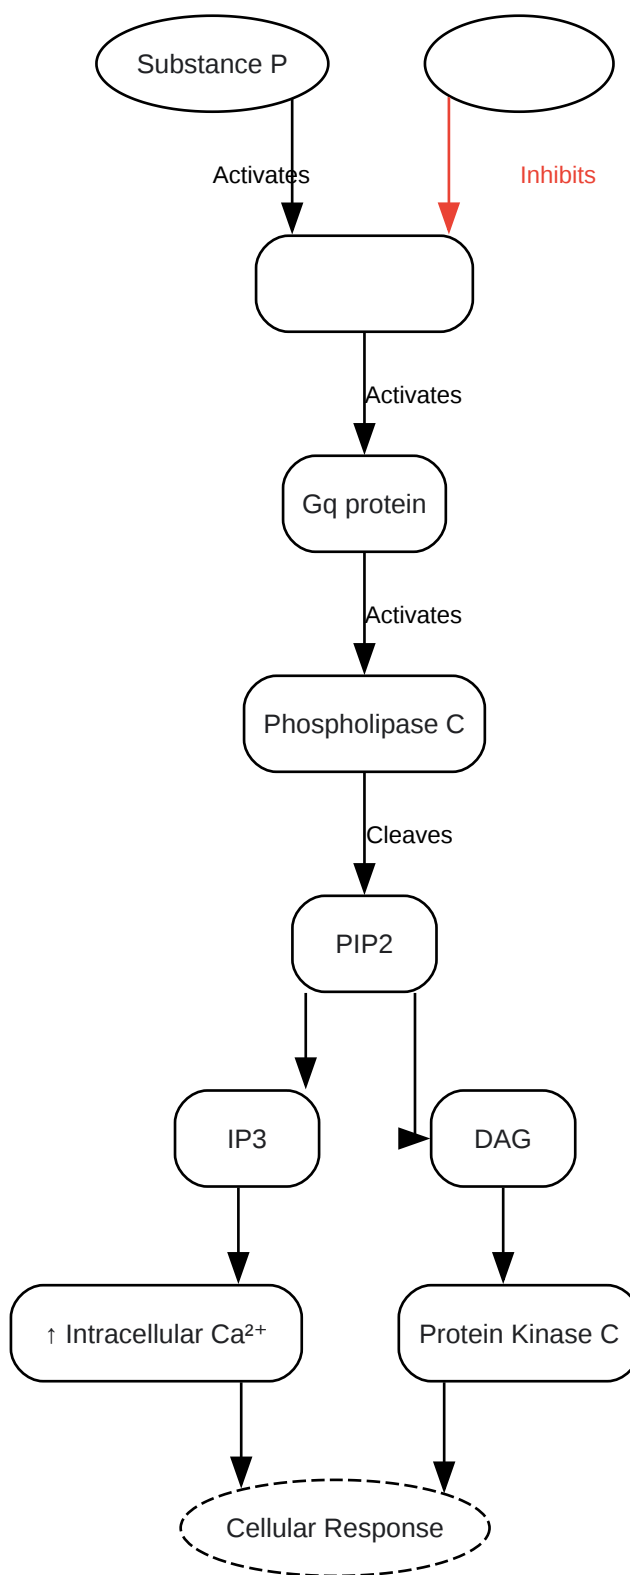 Substance P
Activates
Inhibits
Activates
Gq protein
Activates
Phospholipase C
Cleaves
PIP2
IP3
DAG
↑ Intracellular Ca²⁺
Protein Kinase C
Cellular Response